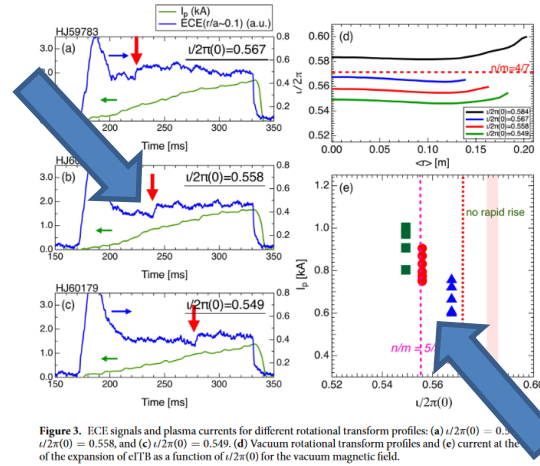 I_p (kA)
ECE(r/a~0.1) (a.u.)
HJ59783
(a)
ι/2π(0)=0.567
3.0
0.8
0.6
0.4
0.2
200 250 300 350
Time [ms]
(b)
ι/2π(0)=0.558
2.0
1.0
0.0
0.8
0.6
0.4
0.2
150 200 250 300 350
Time [ms]
HJ60179
(c)
ι/2π(0)=0.549
3.0
2.0
1.0
0.0
0.8
0.6
0.4
0.2
150 200 250 300 350
Time [ms]
(d)
ι/2π
0.60
0.58
0.56
0.54
0.52
n/m=4/7
ι/2π(0)=0.584
ι/2π(0)=0.567
ι/2π(0)=0.558
ι/2π(0)=0.549
0.00 0.05 0.10 0.15 0.20
<r> [m]
(e)
I_p [kA]
1.2
1.0
0.8
0.6
0.4
no rapid rise
n/m = 5/
0.52 0.56 0.60
ι/2π(0)
Figure 3. ECE signals and plasma currents for different rotational transform profiles: (a) ι/2π(0) =
ι/2π(0) = 0.558, and (c) ι/2π(0) = 0.549. (d) Vacuum rotational transform profiles and (e) current at the
of the expansion of eITB as a function of ι/2π(0) for the vacuum magnetic field.